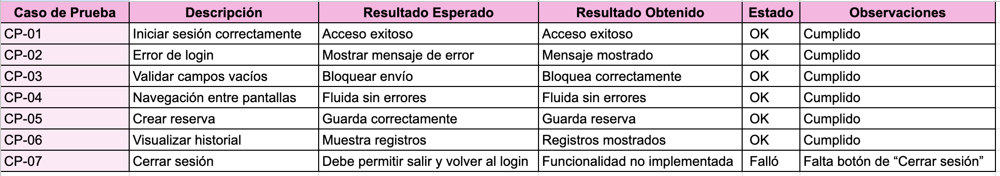 Caso de Prueba Descripción Resultado Esperado Resultado Obtenido Estado Observaciones
CP-01 Iniciar sesión correctamente Acceso exitoso Acceso exitoso OK Cumplido
CP-02 Error de login Mostrar mensaje de error Mensaje mostrado OK Cumplido
CP-03 Validar campos vacíos Bloquear envío Bloquea correctamente OK Cumplido
CP-04 Navegación entre pantallas Fluida sin errores Fluida sin errores OK Cumplido
CP-05 Crear reserva Guarda correctamente Guarda reserva OK Cumplido
CP-06 Visualizar historial Muestra registros Registros mostrados OK Cumplido
CP-07 Cerrar sesión Debe permitir salir y volver al login Funcionalidad no implementada Falló Falta botón de “Cerrar sesión”